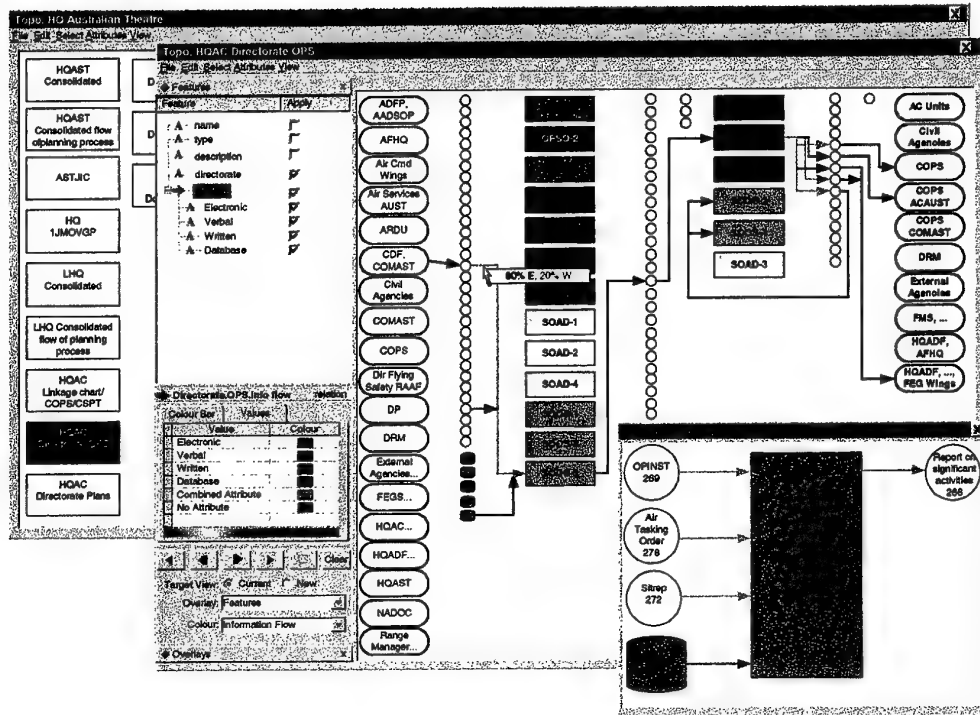 Topo, HQ Australian Theatre
File Edit Select Attributes View
HQAST
Consolidated
HQAST
Consolidated flow
ofplanning process
ASTJIC
HQ
1JMOVGP
LHQ
Consolidated
LHQ Consolidated
flow of planning
process
HQAC
Linkage chart/
COPS/CSPT
HQAC
HQAC
Directorate Plans
Topo, HQAC Directorate OPS
File Edit Select Attributes View
Features
Feature Apply
A name
A type
A description
A directorate
A Electronic
A Verbal
A Written
A Database
Directorate.OPS.Info flow relation
Colour Bar Values
Value Colour
Electronic
Verbal
Written
Database
Combined Attribute
No Attribute
Clear
Target View: Current New
Overlay: Features
Colour: Information Flow
Overlays
ADFP,
AADSOP
AFHQ
Air Cmd
Wings
Air Services
AUST
ARDU
CDF,
COMAST
Civil
Agencies
COMAST
COPS
Dir Flying
Safety RAAF
DP
DRM
External
Agencies...
FEGS...
HQAC...
HQADF...
HQAST
NADOC
Range
Manager...
80% E, 20% W
SOAD-1
SOAD-2
SOAD-4
SOAD-3
AC Units
Civil
Agencies
COPS
COPS
ACAUST
COPS
COMAST
DRM
External
Agencies
FMS, ...
HQADF,
AFHQ
HQADF, ...,
FEG Wings
OPINST
269
Air
Tasking
Order
278
Sitrep
272
Report on
significant
activities
266